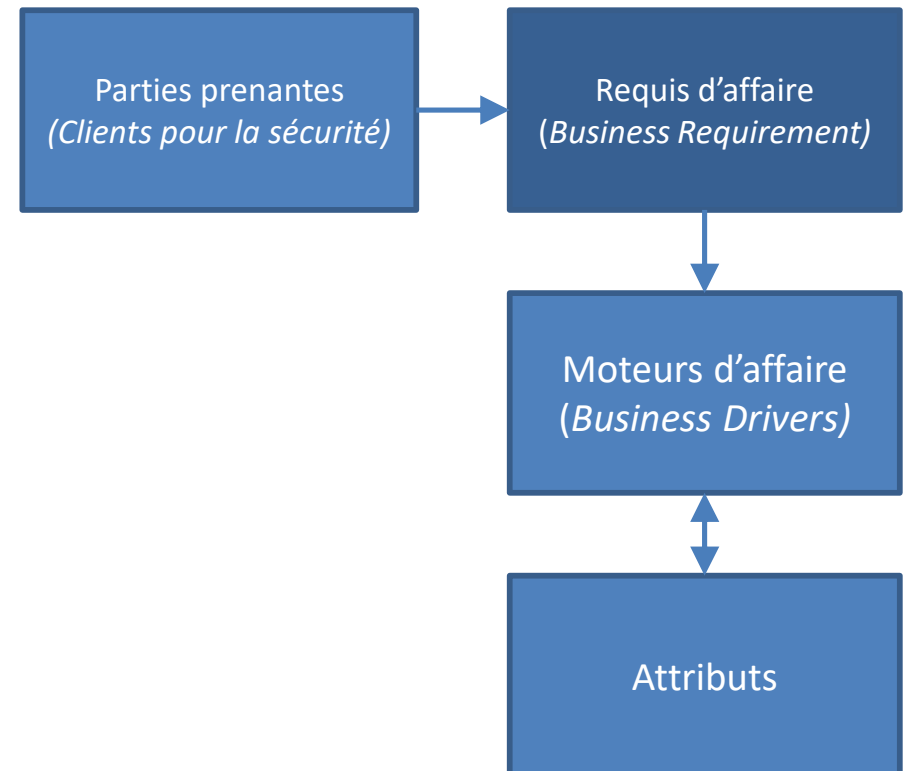 Parties prenantes
(Clients pour la sécurité)
Requis d’affaire
(Business Requirement)
Moteurs d’affaire
(Business Drivers)
Attributs